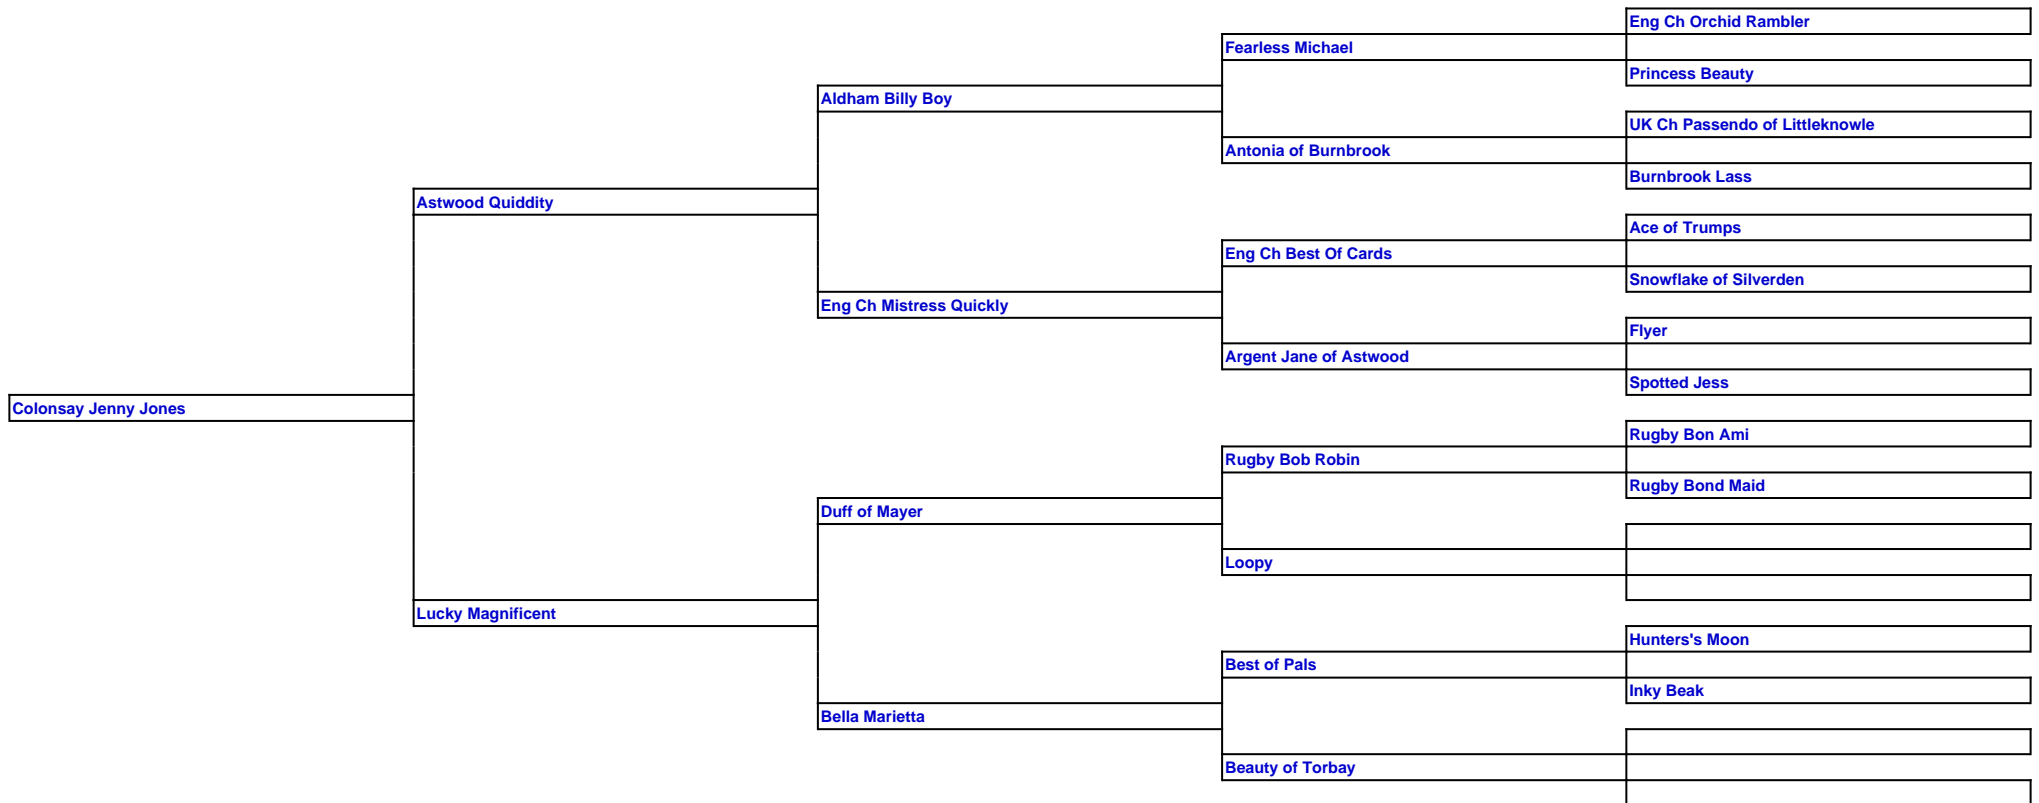 Eng Ch Orchid Rambler
Fearless Michael
Princess Beauty
Aldham Billy Boy
UK Ch Passendo of Littleknowle
Antonia of Burnbrook
Burnbrook Lass
Astwood Quiddity
Ace of Trumps
Eng Ch Best Of Cards
Snowflake of Silverden
Eng Ch Mistress Quickly
Flyer
Argent Jane of Astwood
Spotted Jess
Colonsay Jenny Jones
Rugby Bon Ami
Rugby Bob Robin
Rugby Bond Maid
Duff of Mayer
Loopy
Lucky Magnificent
Hunters's Moon
Best of Pals
Inky Beak
Bella Marietta
Beauty of Torbay